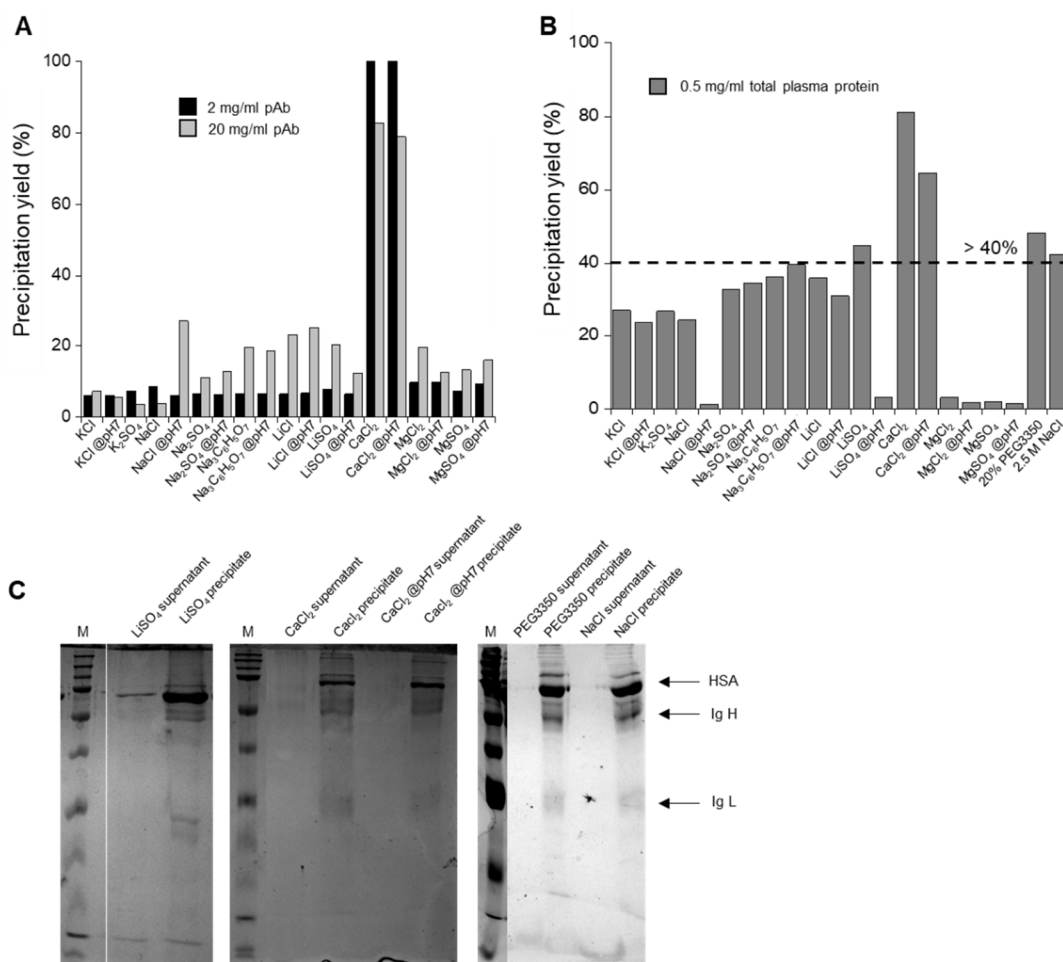 A
Precipitation yield (%)
100
80
60
40
20
0
2 mg/ml pAb
20 mg/ml pAb
KCl
KCl @pH7
K₂SO₄
NaCl
NaCl @pH7
Na₂SO₄
Na₂SO₄ @pH7
Na₃C₆H₅O₇
Na₃C₆H₅O₇ @pH7
LiCl
LiCl @pH7
LiSO₄
LiSO₄ @pH7
CaCl₂
CaCl₂ @pH7
MgCl₂
MgCl₂ @pH7
MgSO₄
MgSO₄ @pH7
B
Precipitation yield (%)
100
80
60
40
20
0
0.5 mg/ml total plasma protein
> 40%
KCl
KCl @pH7
K₂SO₄
NaCl
NaCl @pH7
Na₂SO₄
Na₂SO₄ @pH7
Na₃C₆H₅O₇
Na₃C₆H₅O₇ @pH7
LiCl
LiCl @pH7
LiSO₄
LiSO₄ @pH7
CaCl₂
CaCl₂ @pH7
MgCl₂
MgCl₂ @pH7
MgSO₄
MgSO₄ @pH7
20% PEG3350
2.5 M NaCl
C
M
LiSO₄ supernatant
LiSO₄ precipitate
M
CaCl₂ supernatant
CaCl₂ precipitate
CaCl₂ @pH7 supernatant
CaCl₂ @pH7 precipitate
M
PEG3350 supernatant
PEG3350 precipitate
NaCl supernatant
NaCl precipitate
HSA
Ig H
Ig L